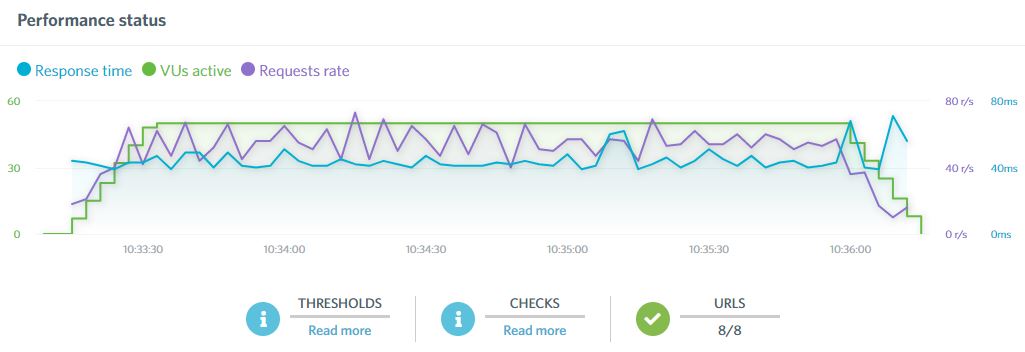 Performance status
Response time VUs active Requests rate
60 80 r/s 80ms
30 40 r/s 40ms
0 0 r/s 0ms
10:33:30 10:34:00 10:34:30 10:35:00 10:35:30 10:36:00
THRESHOLDS CHECKS URLS
Read more Read more 8/8